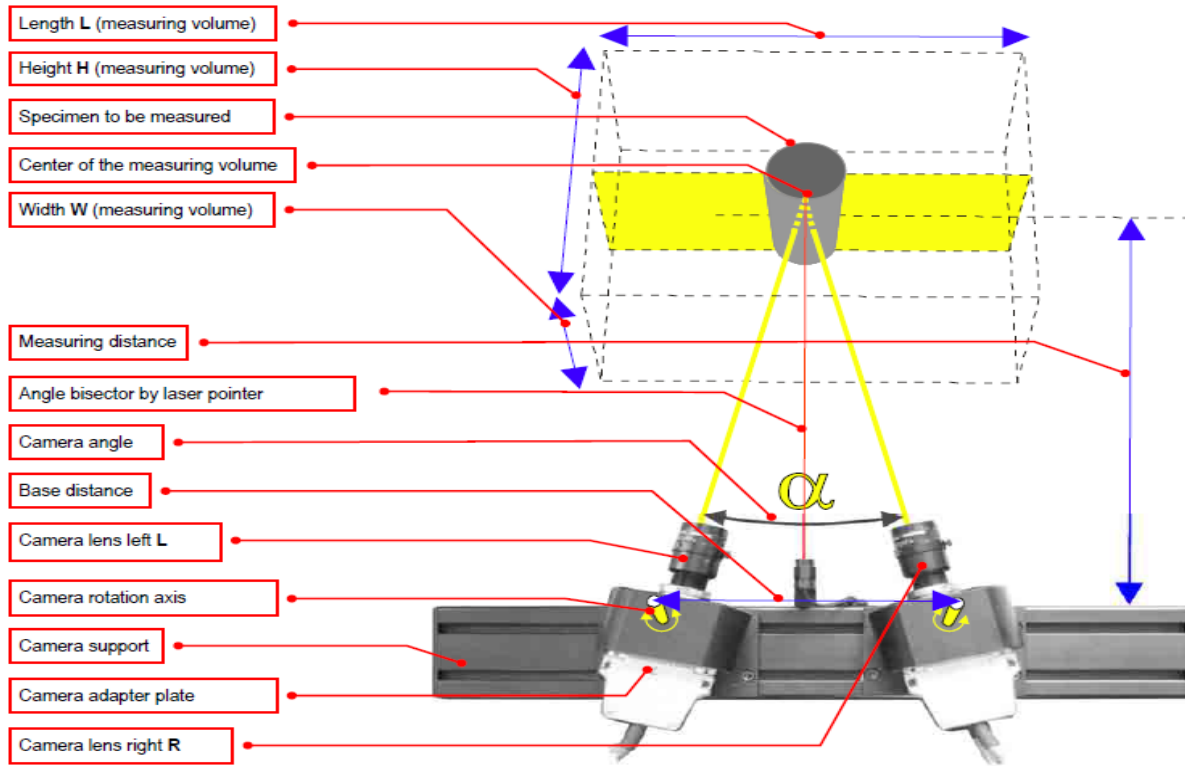 Length L (measuring volume)
Height H (measuring volume)
Specimen to be measured
Center of the measuring volume
Width W (measuring volume)
Measuring distance
Angle bisector by laser pointer
Camera angle
α
Base distance
Camera lens left L
Camera rotation axis
Camera support
Camera adapter plate
Camera lens right R